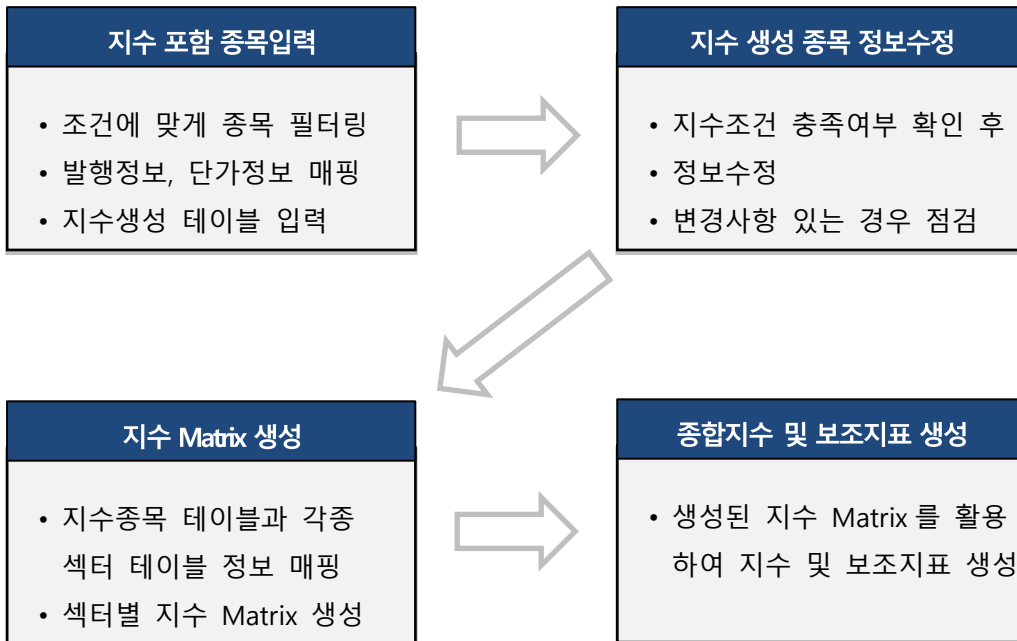 지수 포함 종목입력
• 조건에 맞게 종목 필터링
• 발행정보, 단가정보 매핑
• 지수생성 테이블 입력
지수 생성 종목 정보수정
• 지수조건 충족여부 확인 후
• 정보수정
• 변경사항 있는 경우 점검
지수 Matrix 생성
• 지수종목 테이블과 각종
섹터 테이블 정보 매핑
• 섹터별 지수 Matrix 생성
종합지수 및 보조지표 생성
• 생성된 지수 Matrix 를 활용
하여 지수 및 보조지표 생성